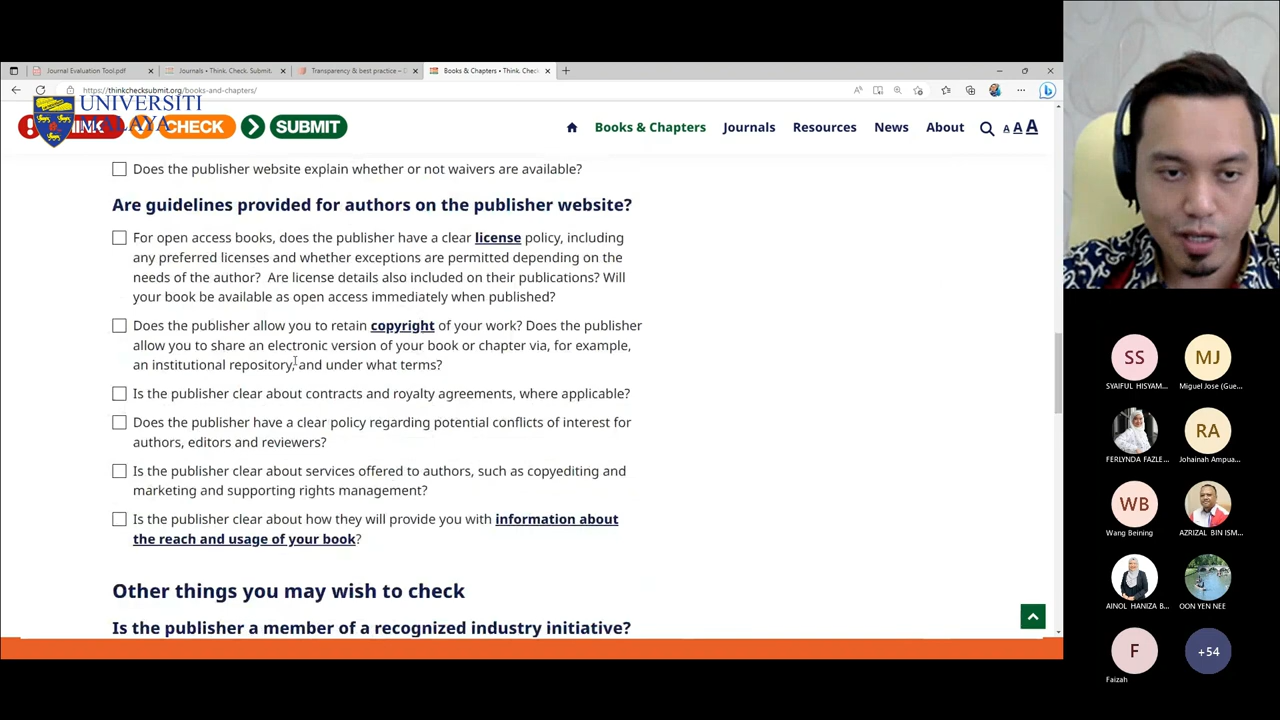 Journal Evaluation Tool.pdf
Journals • Think. Check. Submit.
Transparency & best practice – D
Books & Chapters • Think. Chec
https://thinkchecksubmit.org/books-and-chapters/
UNIVERSITI
MALAYA
THINK CHECK SUBMIT
Books & Chapters Journals Resources News About A A A
Does the publisher website explain whether or not waivers are available?
Are guidelines provided for authors on the publisher website?
For open access books, does the publisher have a clear license policy, including
any preferred licenses and whether exceptions are permitted depending on the
needs of the author? Are license details also included on their publications? Will
your book be available as open access immediately when published?
Does the publisher allow you to retain copyright of your work? Does the publisher
allow you to share an electronic version of your book or chapter via, for example,
an institutional repository, and under what terms?
Is the publisher clear about contracts and royalty agreements, where applicable?
Does the publisher have a clear policy regarding potential conflicts of interest for
authors, editors and reviewers?
Is the publisher clear about services offered to authors, such as copyediting and
marketing and supporting rights management?
Is the publisher clear about how they will provide you with information about
the reach and usage of your book?
Other things you may wish to check
Is the publisher a member of a recognized industry initiative?
SS
MJ
SYAIFUL HISYAM...
Miguel Jose (Gue...
RA
FERLYNDA FAZLE...
Johainah Ampua...
WB
Wang Beining
AZRIZAL BIN ISM...
AINOL HANIZA B...
OON YEN NEE
F
+54
Faizah